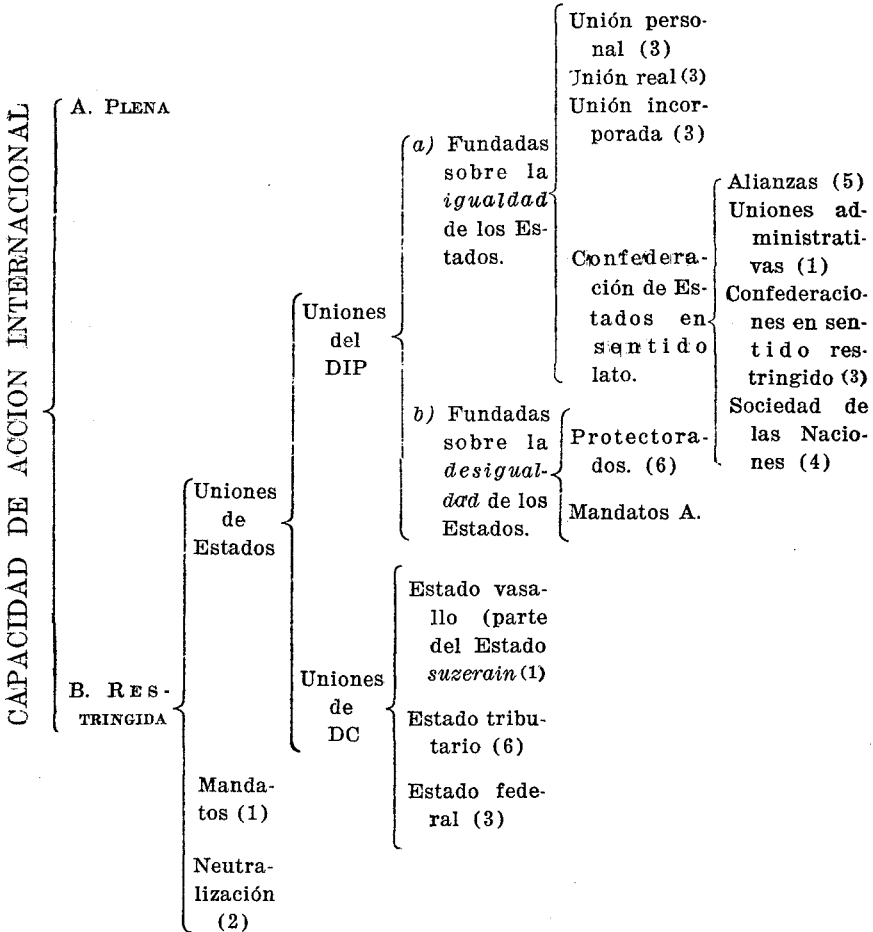 CAPACIDAD DE ACCION INTERNACIONAL
A. PLENA
B. RES-
TRINGIDA
Uniones
de
Estados
Manda-
tos (1)
Neutra-
lización
(2)
Uniones
del
DIP
Uniones
de
DC
a) Fundadas
sobre la
igualdad
de los Es-
tados.
b) Fundadas
sobre la
desigual-
dad de los
Estados.
Unión perso-
nal (3)
Unión real (3)
Unión incor-
porada (3)
Confedera-
ción de Es-
tados en
sentido
lato.
Alianzas (5)
Uniones ad-
ministrati-
vas (1)
Confederacio-
nes en sen-
tido res-
tringido (3)
Sociedad de
las Nacio-
nes (4)
Protectora-
dos. (6)
Mandatos A.
Estado vasa-
llo (parte
del Estado
suzerain (1)
Estado tribu-
tario (6)
Estado fede-
ral (3)